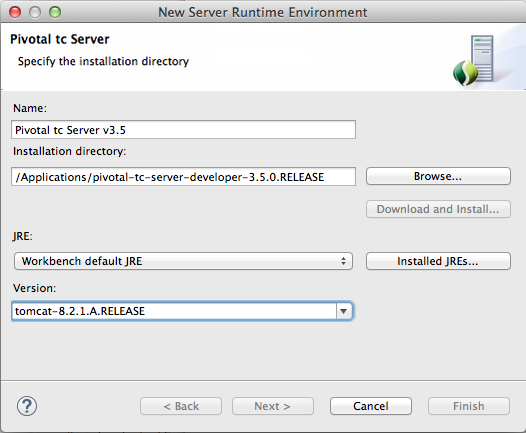 New Server Runtime Environment
Pivotal tc Server
Specify the installation directory
Name:
Pivotal tc Server v3.5
Installation directory:
/Applications/pivotal-tc-server-developer-3.5.0.RELEASE
Browse...
Download and Install...
JRE:
Workbench default JRE
Installed JREs...
Version:
tomcat-8.2.1.A.RELEASE
?
< Back
Next >
Cancel
Finish